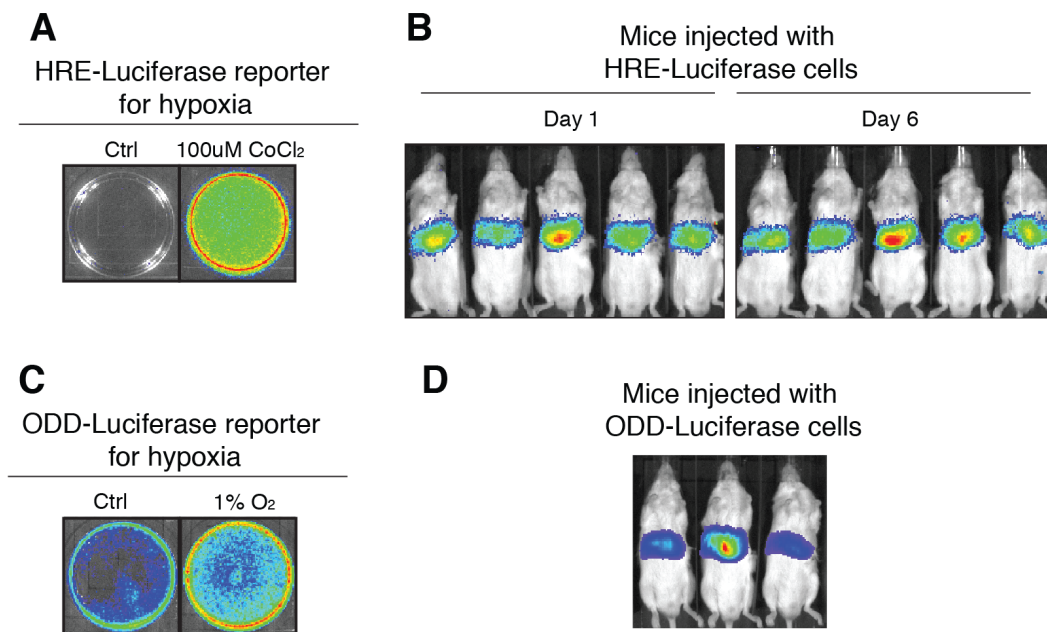 A
HRE-Luciferase reporter
for hypoxia
Ctrl
100uM CoCl₂
B
Mice injected with
HRE-Luciferase cells
Day 1
Day 6
C
ODD-Luciferase reporter
for hypoxia
Ctrl
1% O₂
D
Mice injected with
ODD-Luciferase cells